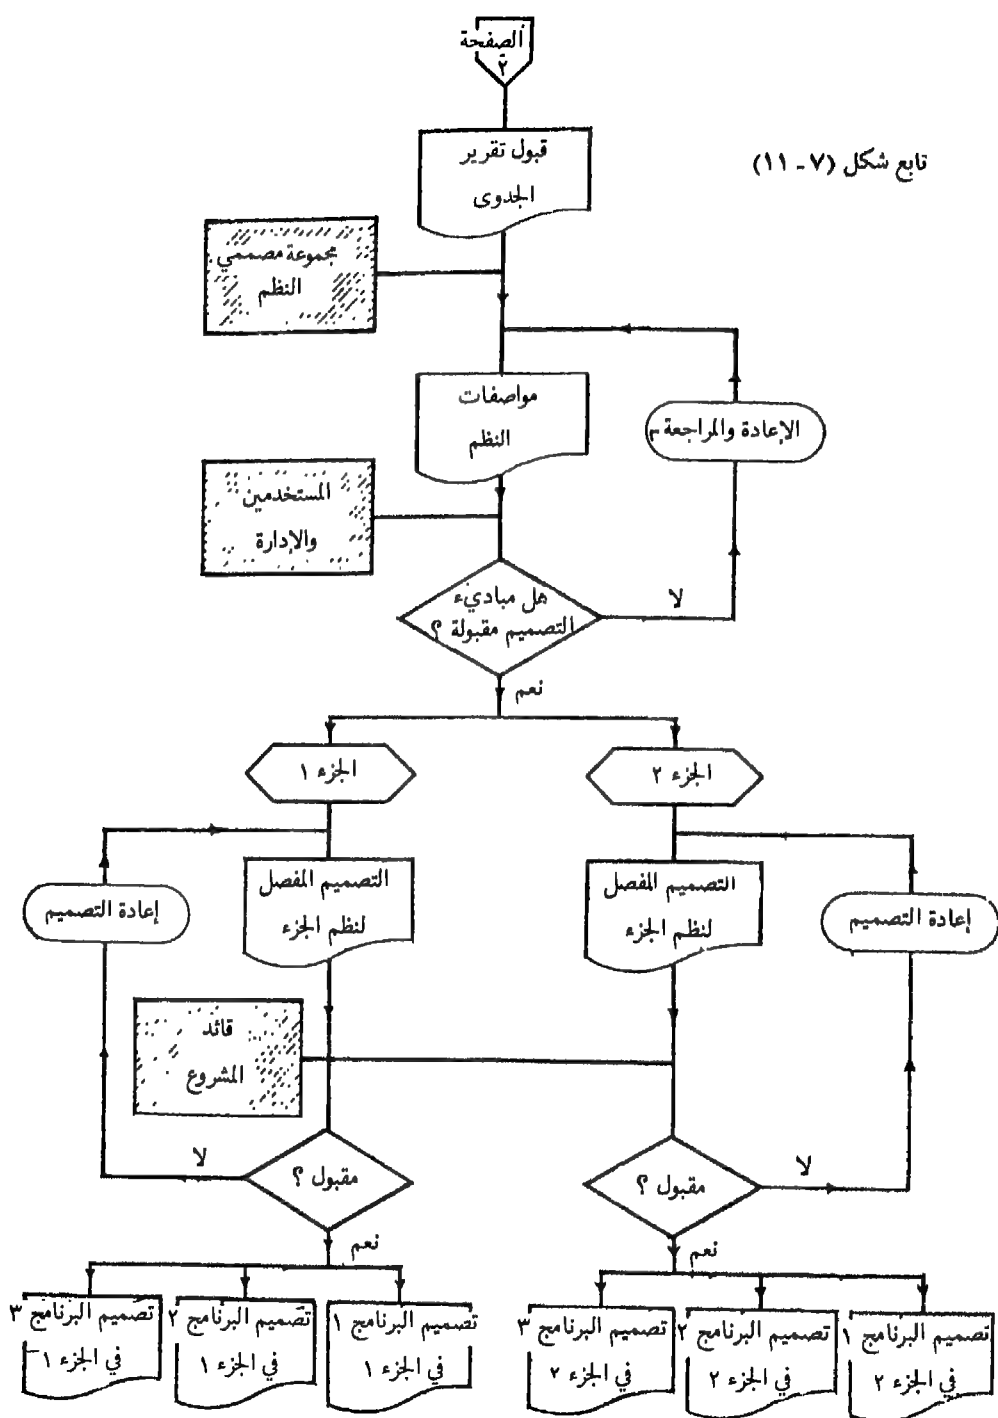 الصفحة
٢
تابع شكل (٧ - ١١)
قبول تقرير
الجدوى
مجموعة مصممي
النظم
مواصفات
النظم
الإعادة والمراجعة
المستخدمين
والإدارة
هل مباديء
التصميم مقبولة ؟
لا
نعم
الجزء ٢
الجزء ١
التصميم المفصل
لنظم الجزء
إعادة التصميم
التصميم المفصل
لنظم الجزء
إعادة التصميم
قائد
المشروع
مقبول ؟
لا
مقبول ؟
لا
نعم
نعم
تصميم البرنامج ١
في الجزء ٢
تصميم البرنامج ٢
في الجزء ٢
تصميم البرنامج ٣
في الجزء ٢
تصميم البرنامج ١
في الجزء ١
تصميم البرنامج ٢
في الجزء ١
تصميم البرنامج ٣
في الجزء ١